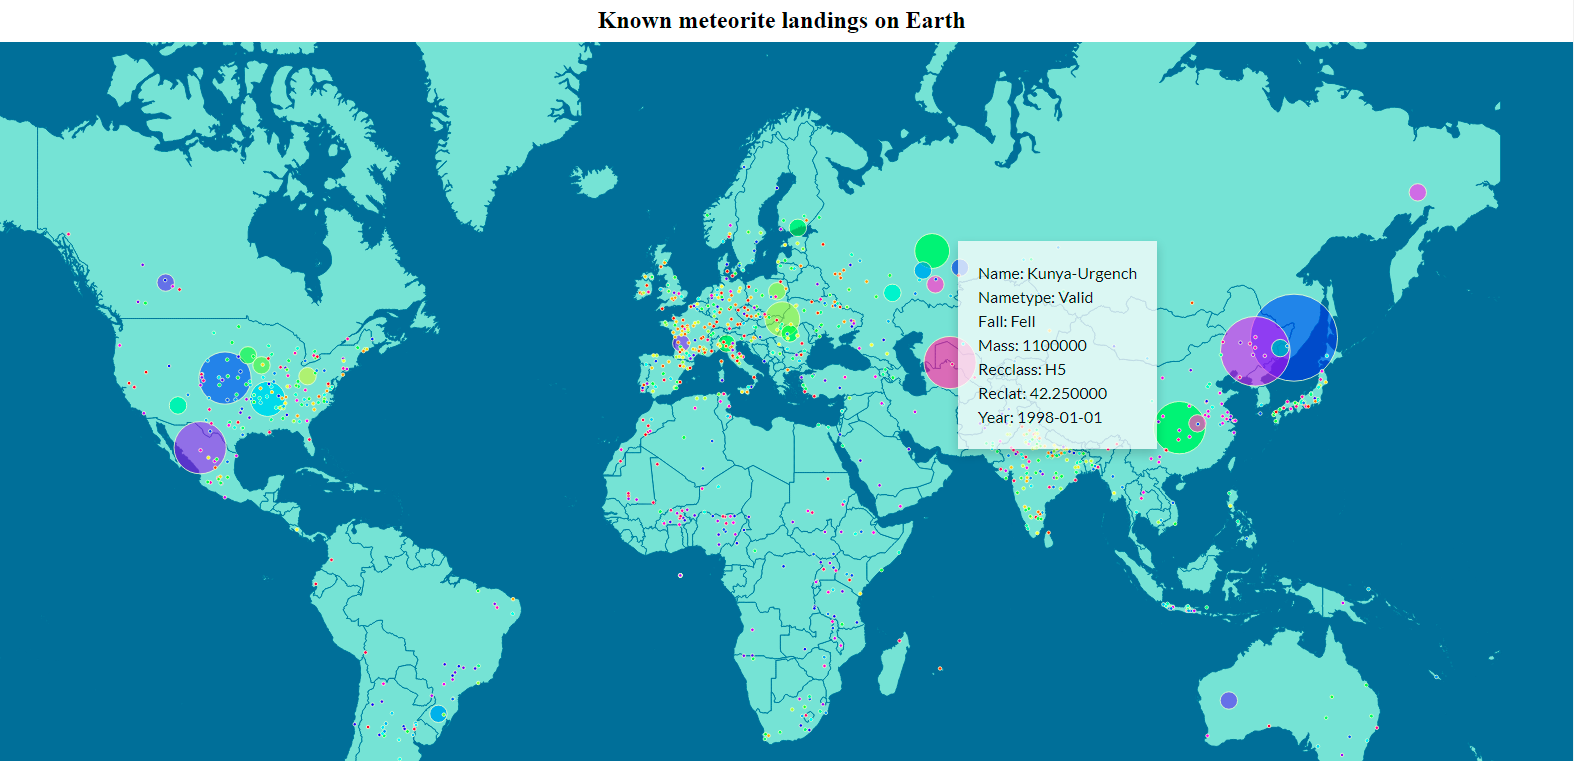 Known meteorite landings on Earth
Name: Kunya-Urgench
Nametype: Valid
Fall: Fell
Mass: 1100000
Recclass: H5
Reclat: 42.250000
Year: 1998-01-01